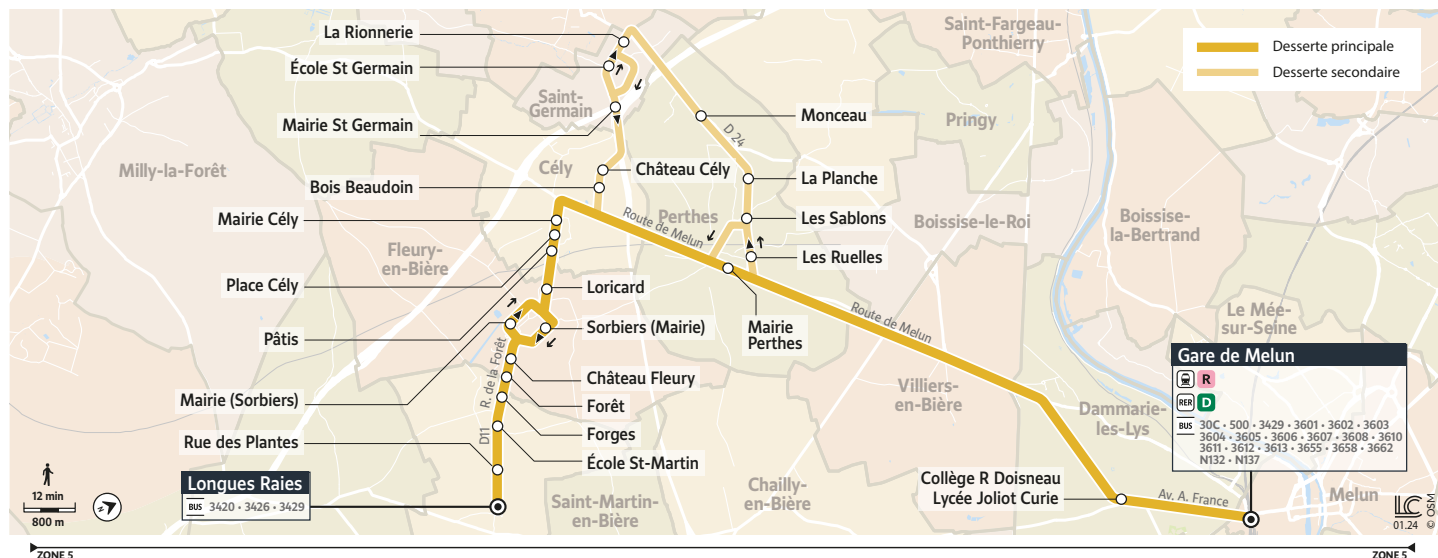 La Rionnerie
École St Germain
Mairie St Germain
Bois Beaudoin
Château Cély
Mairie Cély
Place Cély
Pâtis
Mairie (Sorbiers)
Rue des Plantes
Loricard
Sorbiers (Mairie)
Château Fleury
Forêt
Forges
École St-Martin
Monceau
La Planche
Les Sablons
Les Ruelles
Mairie
Perthes
Collège R Doisneau
Lycée Joliot Curie
Desserte principale
Desserte secondaire
Saint-Fargeau-
Ponthierry
Saint-
Germain
Milly-la-Forêt
Cély
Pringy
Perthes
Boissise-le-Roi
Boissise-
la-Bertrand
Fleury-
en-Bière
Le Mée-
sur-Seine
Villiers-
en-Bière
Dammarie-
les-Lys
Chailly-
en-Bière
Saint-Martin-
en-Bière
Melun
D 24
Route de Melun
Route de Melun
R. de la Forêt
D11
Av. A. France
Longues Raies
BUS 3420 • 3426 • 3429
Gare de Melun
R
RER D
BUS 30C • 500 • 3429 • 3601 • 3602 • 3603
3604 • 3605 • 3606 • 3607 • 3608 • 3610
3611 • 3612 • 3613 • 3655 • 3658 • 3662
N132 • N137
12 min
800 m
LC
01.24
© OSM
ZONE 5
ZONE 5